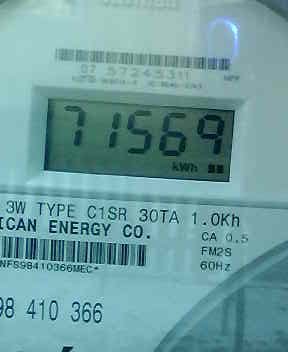 07 57245311
71569
kWh
3W TYPE C1SR 30TA 1.0Kh
ICAN ENERGY CO.
CA 0.5
FM2S
60Hz
NFS98410366MEC*
98 410 366